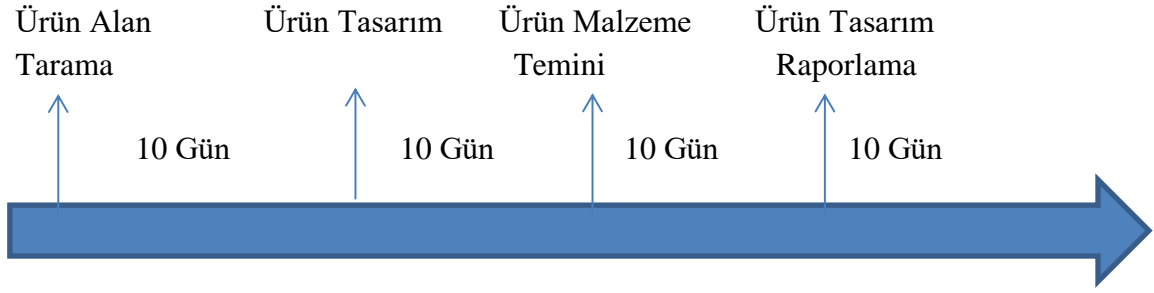 Ürün Alan Ürün Tasarım Ürün Malzeme Ürün Tasarım
Tarama Temini Raporlama
10 Gün 10 Gün 10 Gün 10 Gün